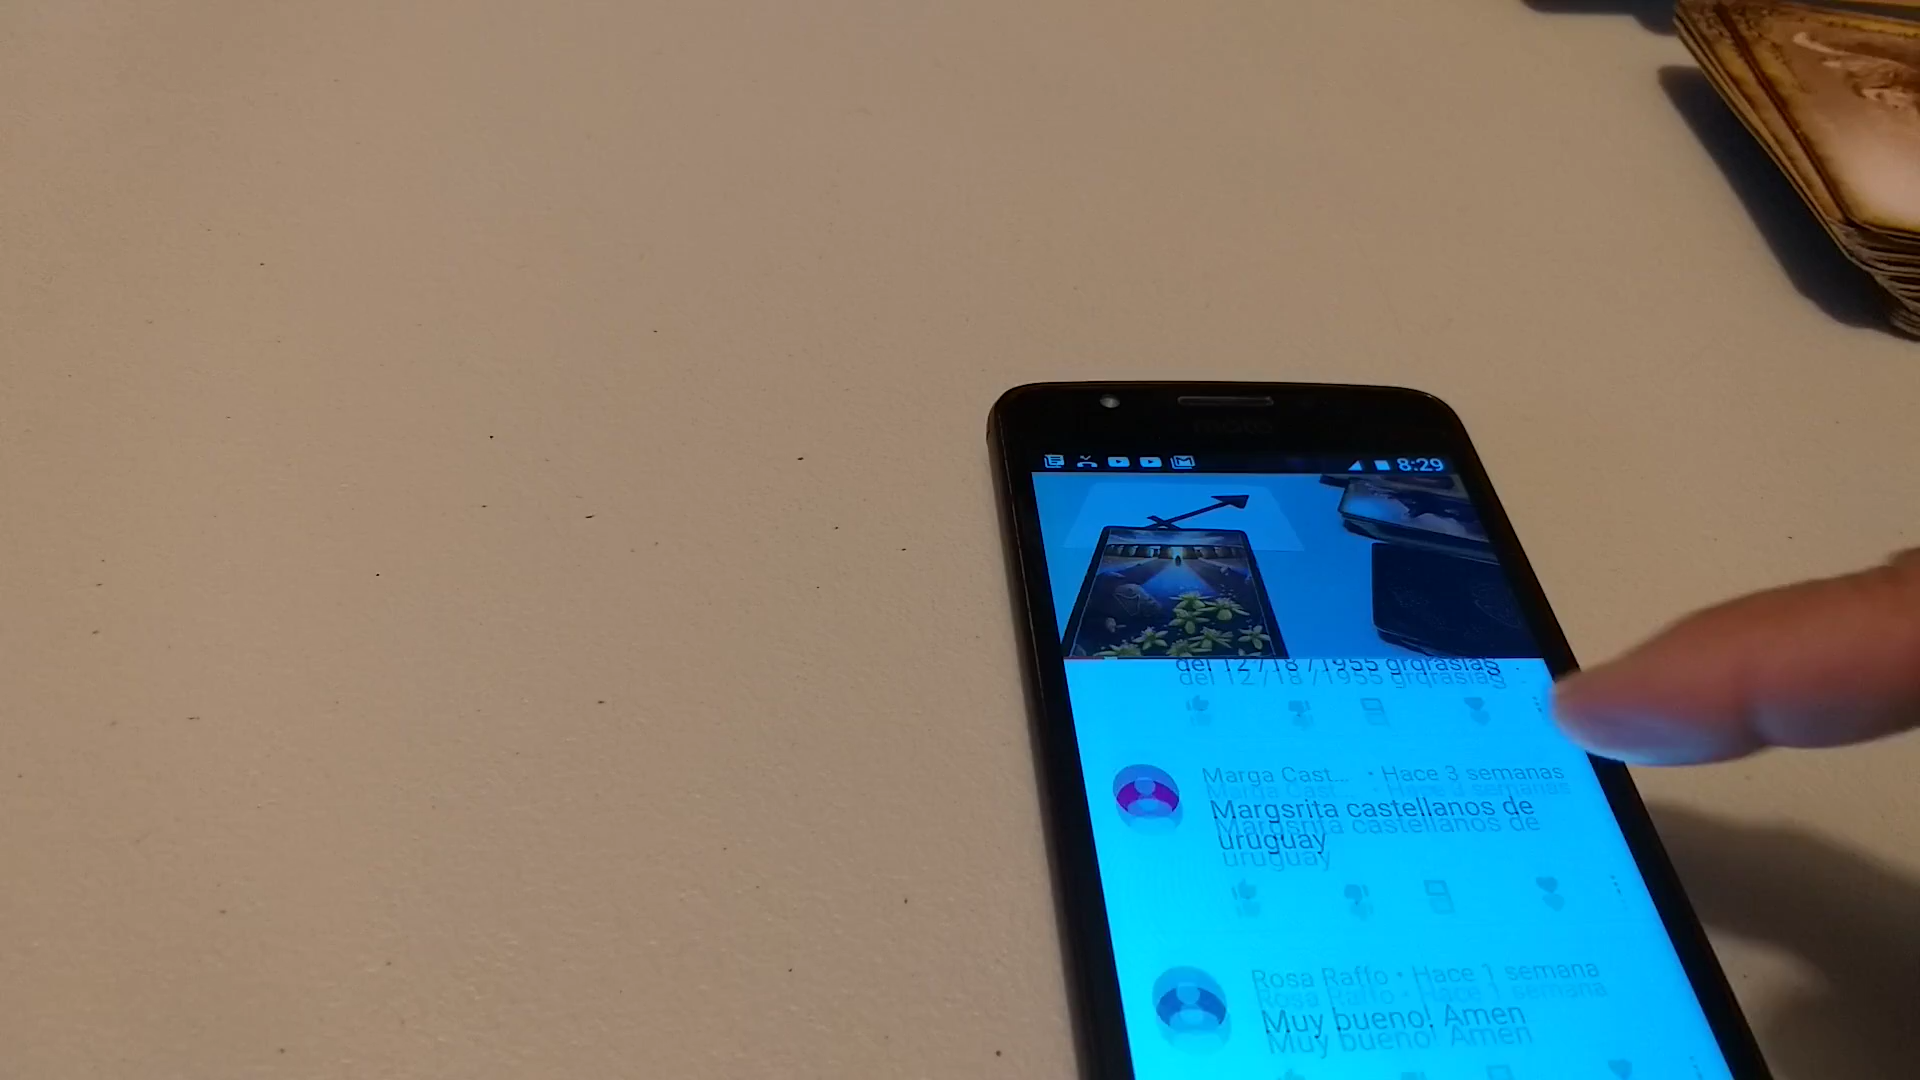 moto
8:29
del 12 /18 /1955 grqrasias
Marga Cast... • Hace 3 semanas
Margsrita castellanos de
uruguay
Rosa Raffo • Hace 1 semana
Muy bueno! Amen